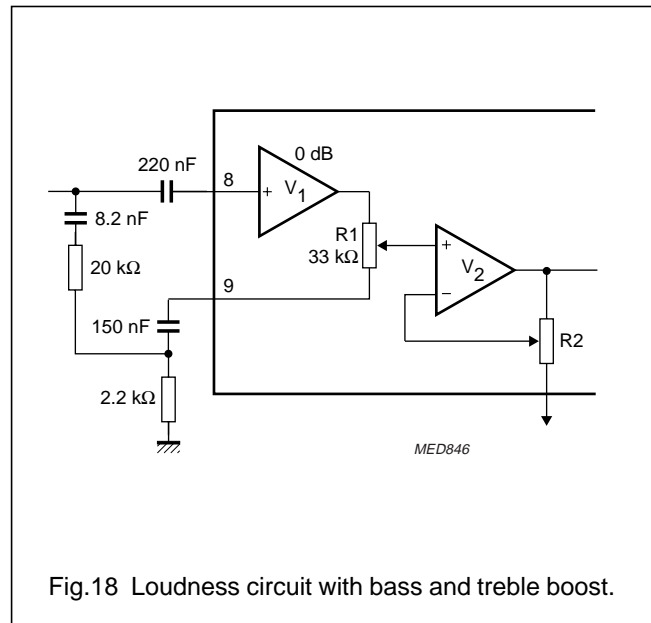 0 dB
220 nF
8
+
V1
8.2 nF
R1
33 kΩ
+
V2
−
20 kΩ
9
150 nF
R2
2.2 kΩ
MED846
Fig.18 Loudness circuit with bass and treble boost.